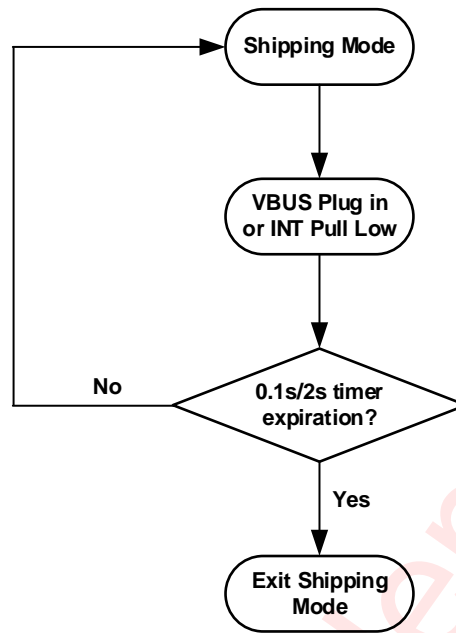 Shipping Mode
VBUS Plug in
or INT Pull Low
0.1s/2s timer
expiration?
No
Yes
Exit Shipping
Mode